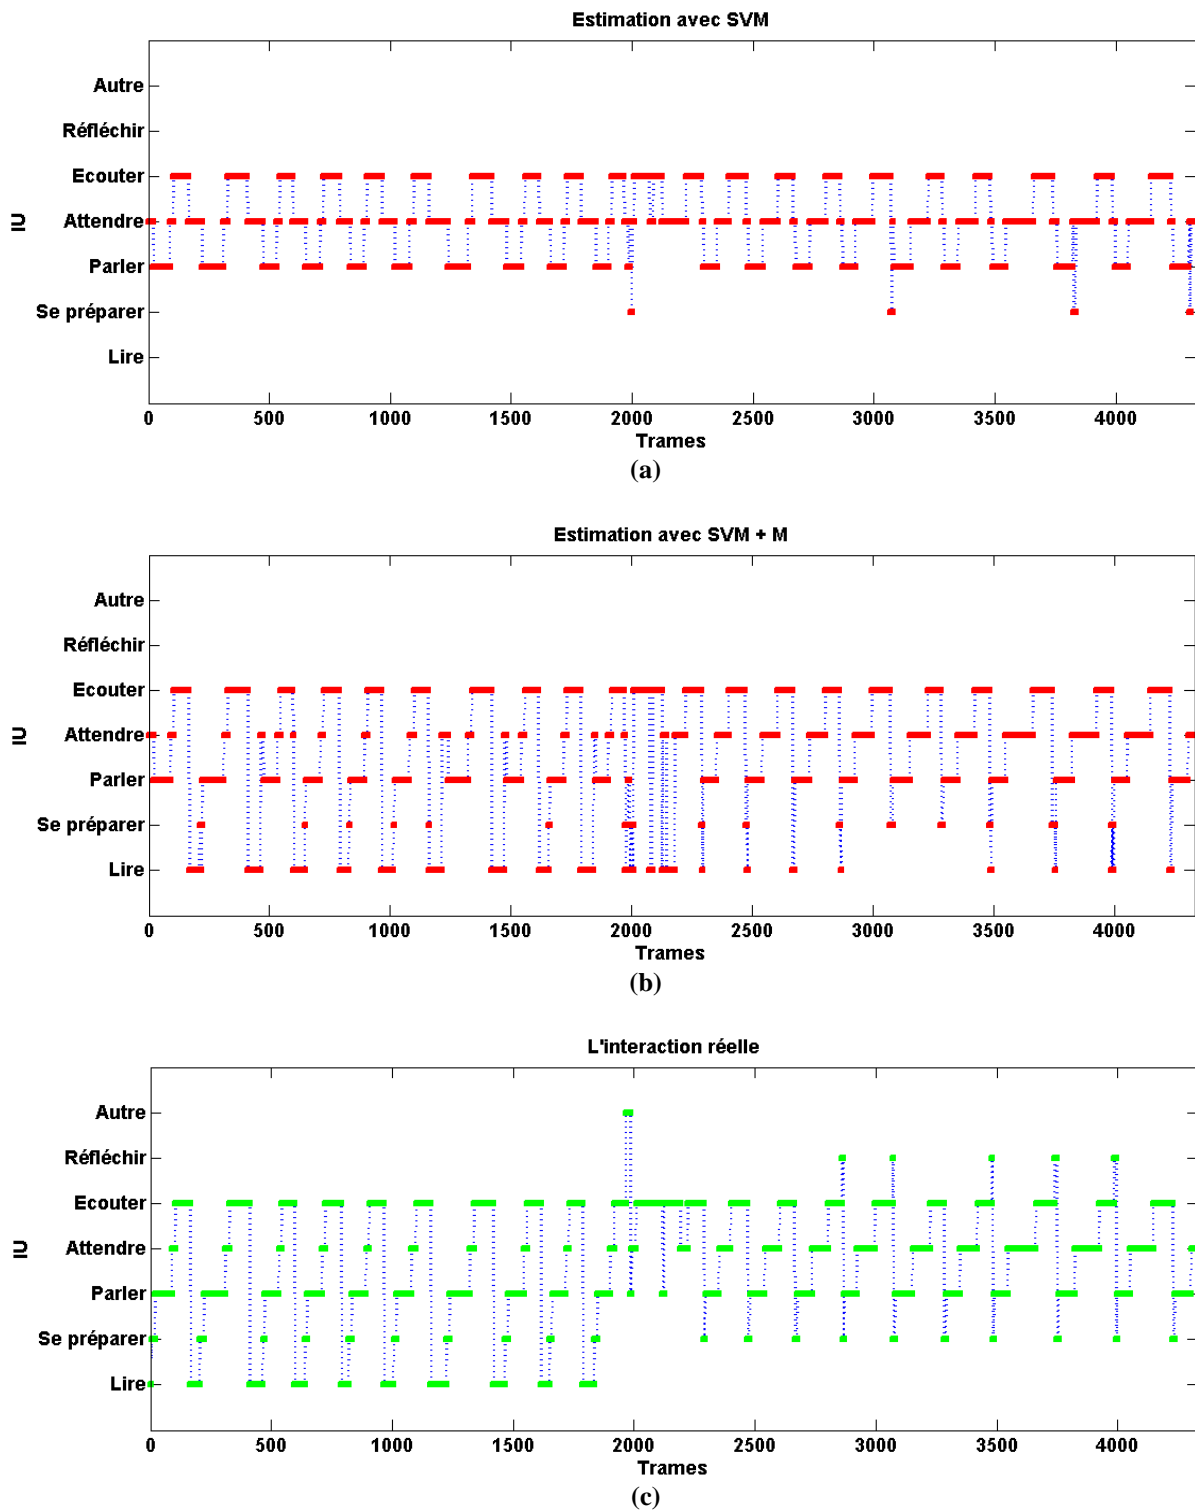 Estimation avec SVM
Autre
Réfléchir
Ecouter
Attendre
Parler
Se préparer
Lire
IU
0 500 1000 1500 2000 2500 3000 3500 4000
Trames
(a)
Estimation avec SVM + M
Autre
Réfléchir
Ecouter
Attendre
Parler
Se préparer
Lire
IU
0 500 1000 1500 2000 2500 3000 3500 4000
Trames
(b)
L'interaction réelle
Autre
Réfléchir
Ecouter
Attendre
Parler
Se préparer
Lire
IU
0 500 1000 1500 2000 2500 3000 3500 4000
Trames
(c)